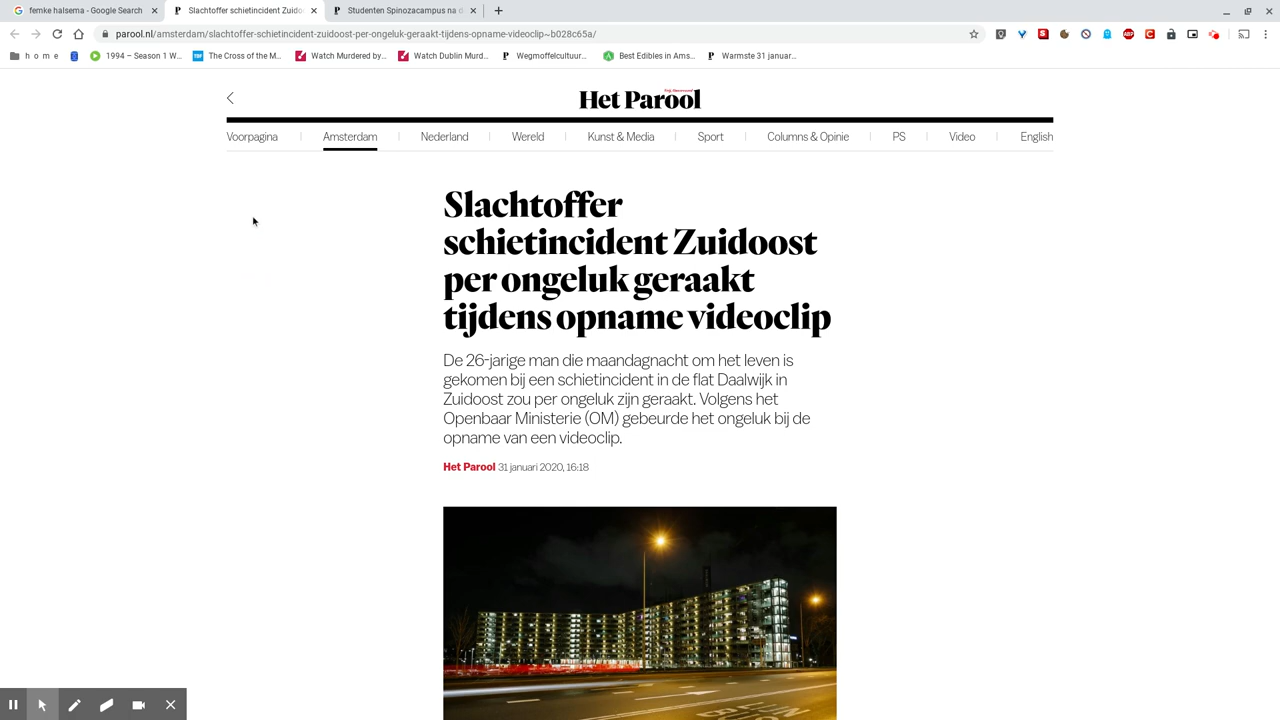 femke halsema - Google Search
Slachtoffer schietincident Zuido
Studenten Spinozacampus na d
parool.nl/amsterdam/slachtoffer-schietincident-zuidoost-per-ongeluk-geraakt-tijdens-opname-videoclip~b028c65a/
h o m e
1994 – Season 1 W...
The Cross of the M...
Watch Murdered by...
Watch Dublin Murd...
Wegmoffelcultuur...
Best Edibles in Ams...
Warmste 31 januar...
Het Parool
Voorpagina
Amsterdam
Nederland
Wereld
Kunst & Media
Sport
Columns & Opinie
PS
Video
English
Slachtoffer
schietincident Zuidoost
per ongeluk geraakt
tijdens opname videoclip
De 26-jarige man die maandagnacht om het leven is
gekomen bij een schietincident in de flat Daalwijk in
Zuidoost zou per ongeluk zijn geraakt. Volgens het
Openbaar Ministerie (OM) gebeurde het ongeluk bij de
opname van een videoclip.
Het Parool 31 januari 2020, 16:18
LIJN
BUS